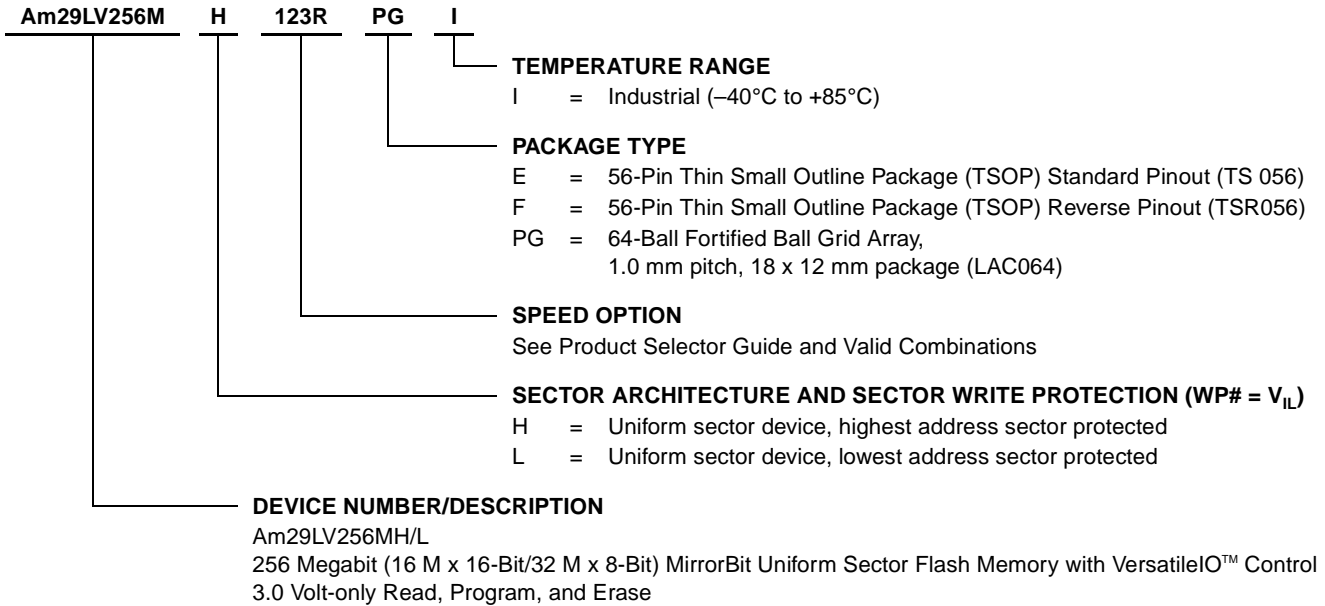 Am29LV256M H 123R PG I
TEMPERATURE RANGE
I = Industrial (–40°C to +85°C)
PACKAGE TYPE
E = 56-Pin Thin Small Outline Package (TSOP) Standard Pinout (TS 056)
F = 56-Pin Thin Small Outline Package (TSOP) Reverse Pinout (TSR056)
PG = 64-Ball Fortified Ball Grid Array,
1.0 mm pitch, 18 x 12 mm package (LAC064)
SPEED OPTION
See Product Selector Guide and Valid Combinations
SECTOR ARCHITECTURE AND SECTOR WRITE PROTECTION (WP# = VIL)
H = Uniform sector device, highest address sector protected
L = Uniform sector device, lowest address sector protected
DEVICE NUMBER/DESCRIPTION
Am29LV256MH/L
256 Megabit (16 M x 16-Bit/32 M x 8-Bit) MirrorBit Uniform Sector Flash Memory with VersatileIO™ Control
3.0 Volt-only Read, Program, and Erase